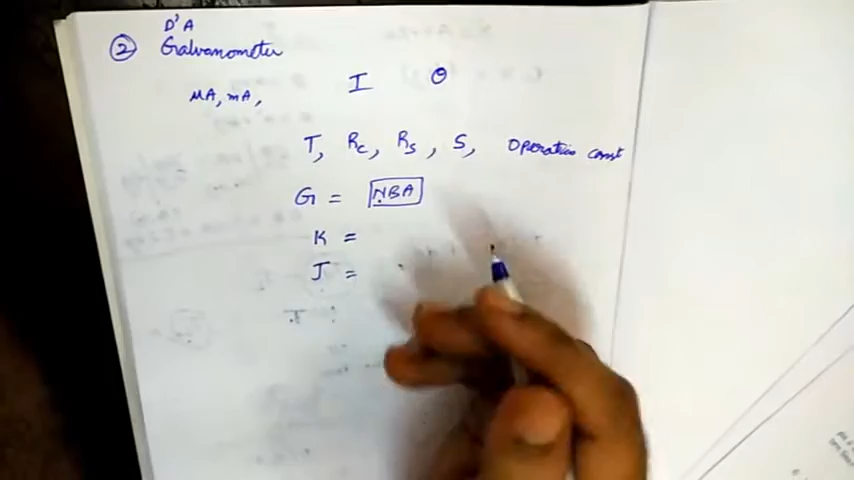 D'A
② Galvanometer
μA, mA, I θ
T, Rc, Rs, S, Operation const
G = NBA
K =
J =